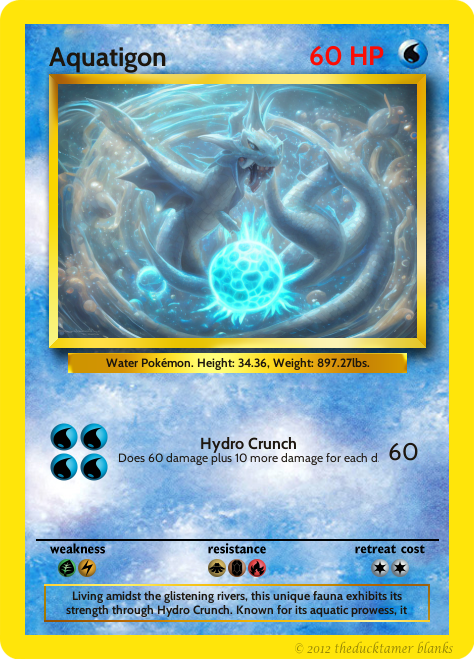 Aquatigon 60 HP
Water Pokémon. Height: 34.36, Weight: 897.27lbs.
Hydro Crunch
Does 60 damage plus 10 more damage for each d. 60
weakness resistance retreat cost
Living amidst the glistening rivers, this unique fauna exhibits its
strength through Hydro Crunch. Known for its aquatic prowess, it
© 2012 theducktamer blanks